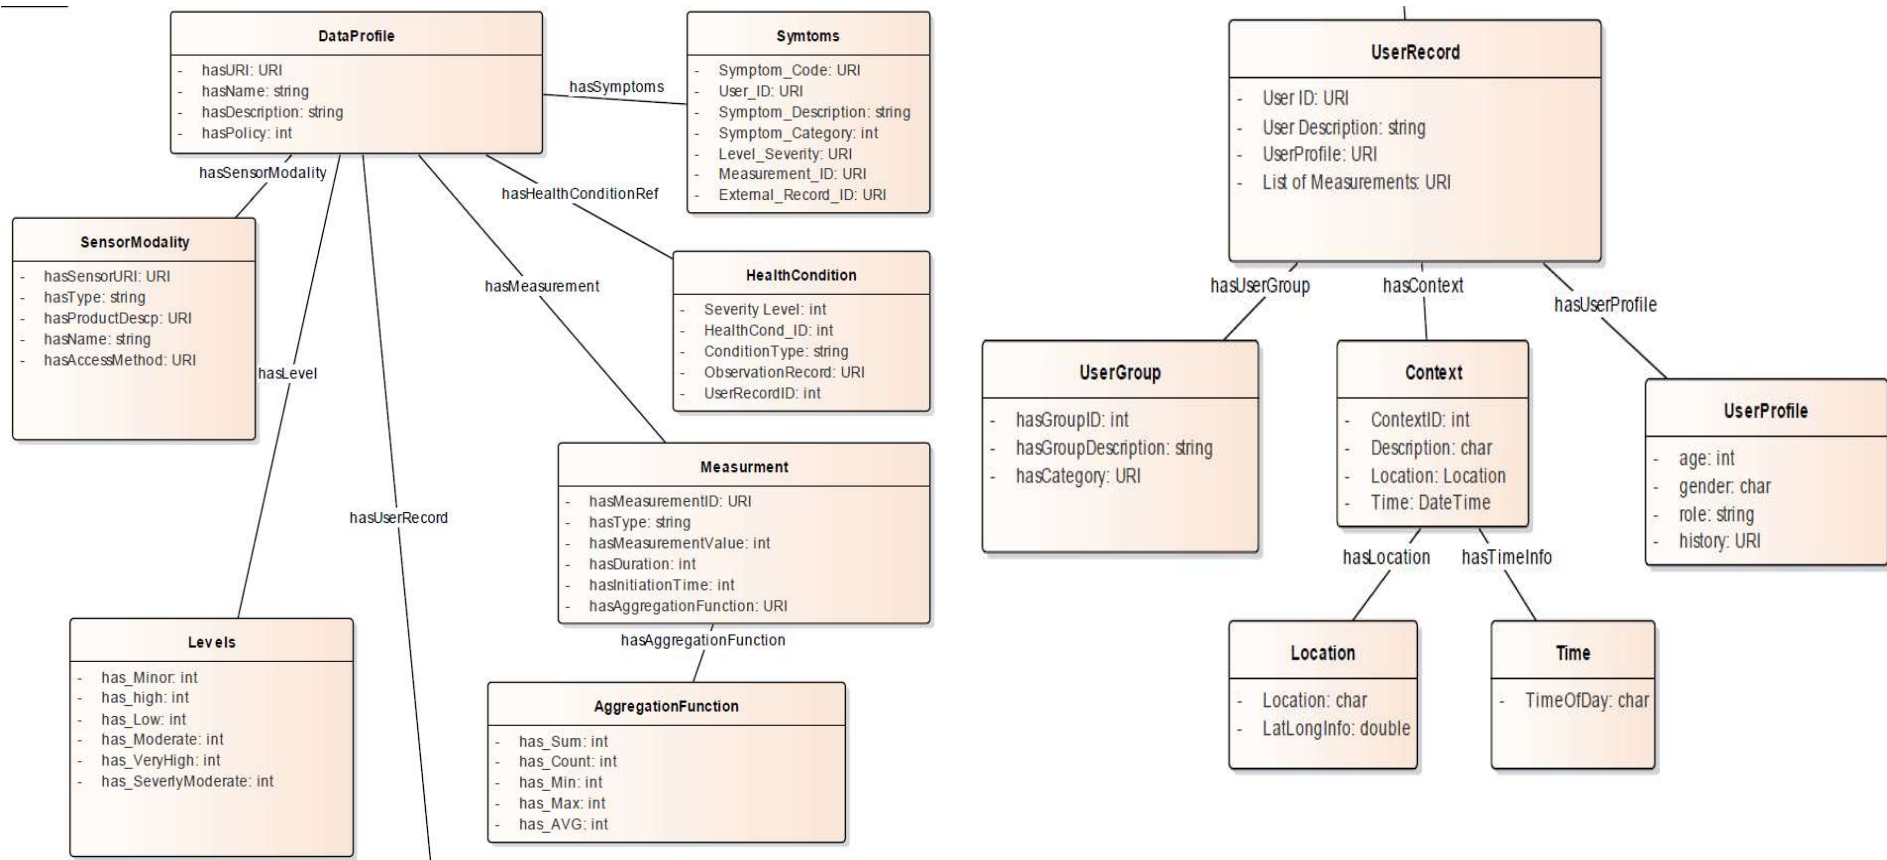 DataProfile
- hasURI: URI
- hasName: string
- hasDescription: string
- hasPolicy: int
hasSymptoms
Symtoms
- Symptom_Code: URI
- User_ID: URI
- Symptom_Description: string
- Symptom_Category: int
- Level_Severity: URI
- Measurement_ID: URI
- External_Record_ID: URI
hasSensorModality
hasHealthConditionRef
SensorModality
- hasSensorURI: URI
- hasType: string
- hasProductDescp: URI
- hasName: string
- hasAccessMethod: URI
HealthCondition
- Severity Level: int
- HealthCond_ID: int
- ConditionType: string
- ObservationRecord: URI
- UserRecordID: int
hasMeasurement
hasLevel
Measurment
- hasMeasurementID: URI
- hasType: string
- hasMeasurementValue: int
- hasDuration: int
- hasInitiationTime: int
- hasAggregationFunction: URI
hasUserRecord
hasAggregationFunction
Levels
- has_Minor: int
- has_high: int
- has_Low: int
- has_Moderate: int
- has_VeryHigh: int
- has_SeverlyModerate: int
AggregationFunction
- has_Sum: int
- has_Count: int
- has_Min: int
- has_Max: int
- has_AVG: int
UserRecord
- User ID: URI
- User Description: string
- UserProfile: URI
- List of Measurements: URI
hasUserGroup
hasContext
hasUserProfile
UserGroup
- hasGroupID: int
- hasGroupDescription: string
- hasCategory: URI
Context
- ContextID: int
- Description: char
- Location: Location
- Time: DateTime
UserProfile
- age: int
- gender: char
- role: string
- history: URI
hasLocation
hasTimeInfo
Location
- Location: char
- LatLongInfo: double
Time
- TimeOfDay: char